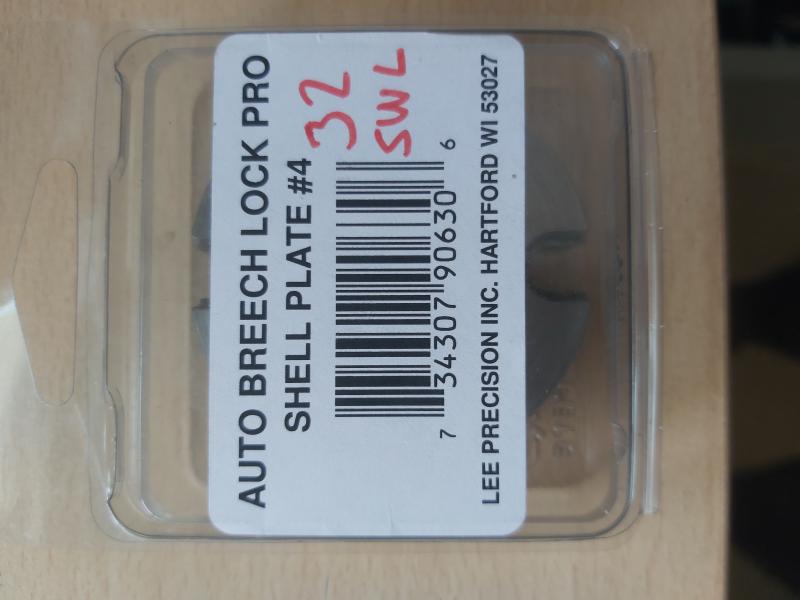 AUTO BREECH LOCK PRO
SHELL PLATE #4
32
SWL
7 34307 90630 6
LEE PRECISION INC. HARTFORD WI 53027